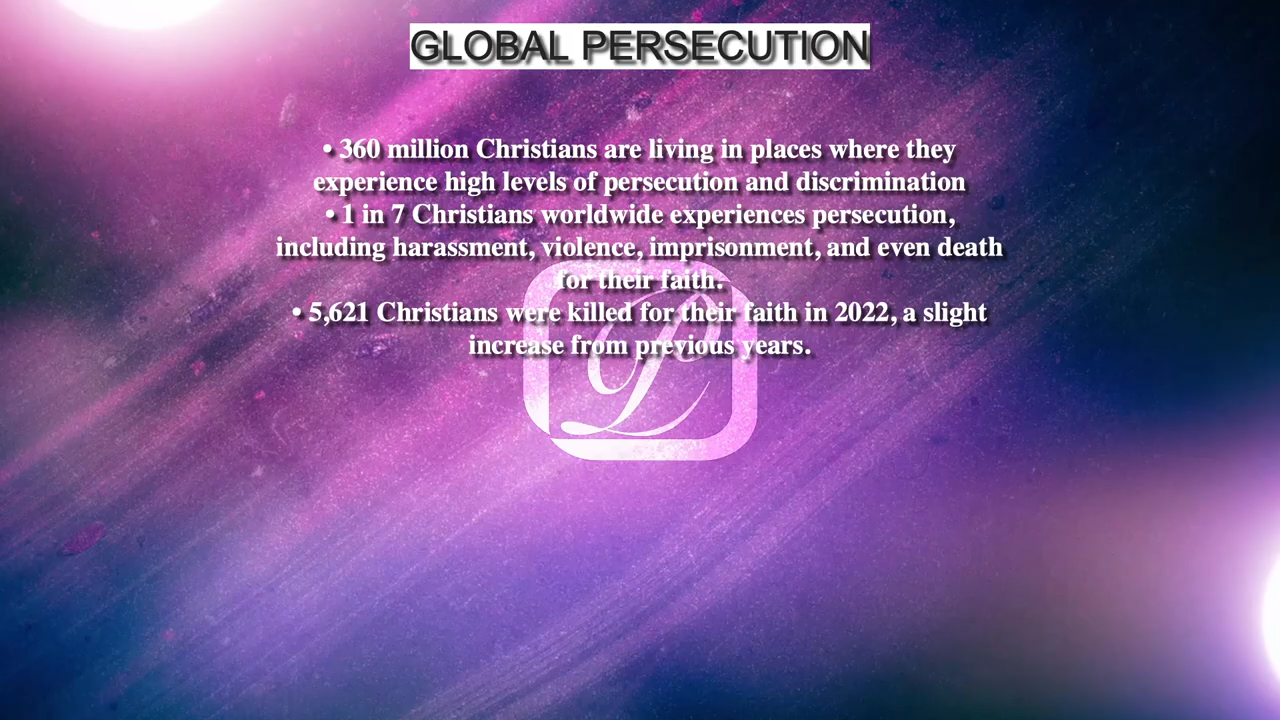 GLOBAL PERSECUTION
• 360 million Christians are living in places where they
experience high levels of persecution and discrimination
• 1 in 7 Christians worldwide experiences persecution,
including harassment, violence, imprisonment, and even death
for their faith.
• 5,621 Christians were killed for their faith in 2022, a slight
increase from previous years.
P